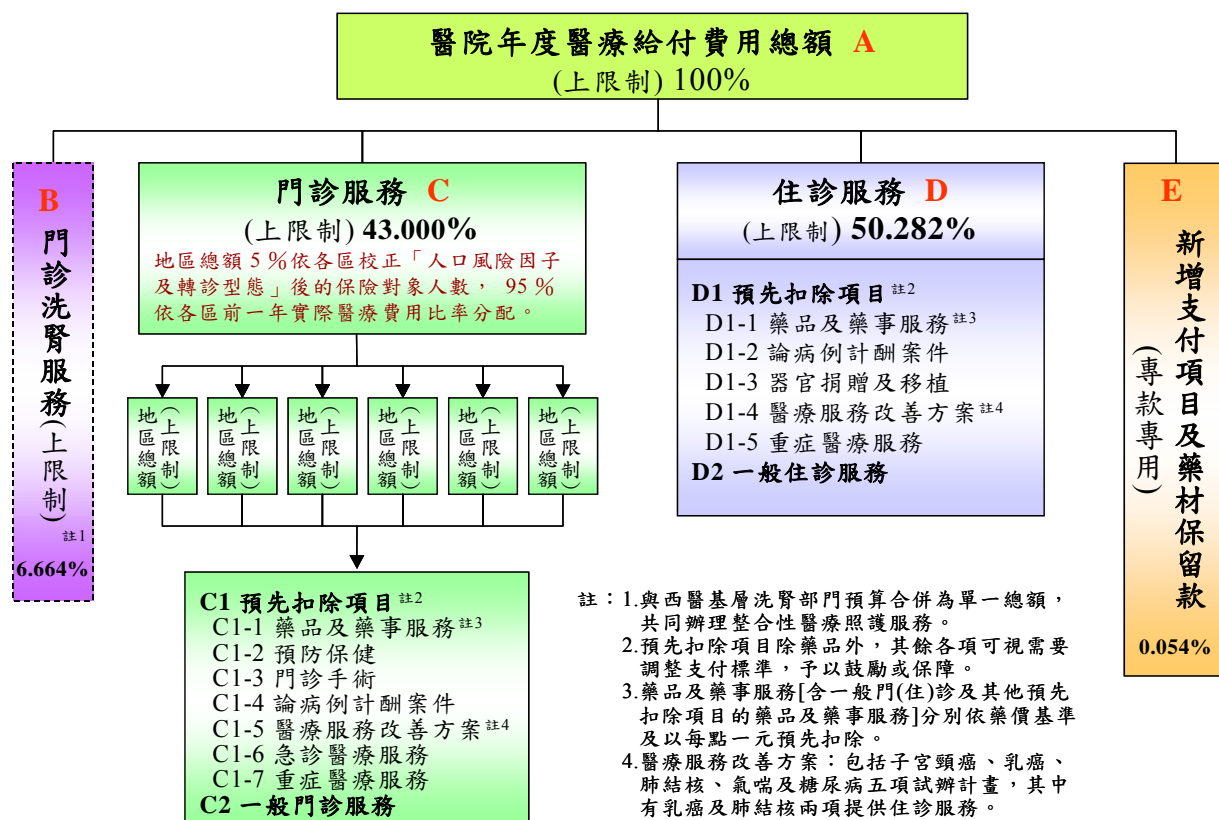 醫院年度醫療給付費用總額 A
(上限制) 100%
B
門診洗腎服務(上限制)
註1
6.664%
門診服務 C
(上限制) 43.000%
地區總額 5 %依各區校正「人口風險因子
及轉診型態」後的保險對象人數， 95 %
依各區前一年實際醫療費用比率分配。
地區總額
(上限制)
地區總額
(上限制)
地區總額
(上限制)
地區總額
(上限制)
地區總額
(上限制)
地區總額
(上限制)
C1 預先扣除項目註2
C1-1 藥品及藥事服務註3
C1-2 預防保健
C1-3 門診手術
C1-4 論病例計酬案件
C1-5 醫療服務改善方案註4
C1-6 急診醫療服務
C1-7 重症醫療服務
C2 一般門診服務
住診服務 D
(上限制) 50.282%
D1 預先扣除項目註2
D1-1 藥品及藥事服務註3
D1-2 論病例計酬案件
D1-3 器官捐贈及移植
D1-4 醫療服務改善方案註4
D1-5 重症醫療服務
D2 一般住診服務
E
新增支付項目及藥材保留款
(專款專用)
0.054%
註：1.與西醫基層洗腎部門預算合併為單一總額，
共同辦理整合性醫療照護服務。
2.預先扣除項目除藥品外，其餘各項可視需要
調整支付標準，予以鼓勵或保障。
3.藥品及藥事服務[含一般門(住)診及其他預先
扣除項目的藥品及藥事服務]分別依藥價基準
及以每點一元預先扣除。
4.醫療服務改善方案：包括子宮頸癌、乳癌、
肺結核、氣喘及糖尿病五項試辦計畫，其中
有乳癌及肺結核兩項提供住診服務。